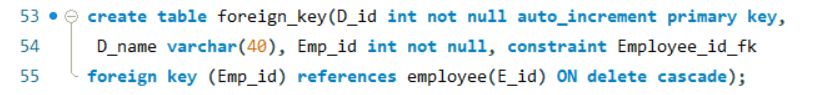 53 create table foreign_key(D_id int not null auto_increment primary key,
54 D_name varchar(40), Emp_id int not null, constraint Employee_id_fk
55 foreign key (Emp_id) references employee(E_id) ON delete cascade);